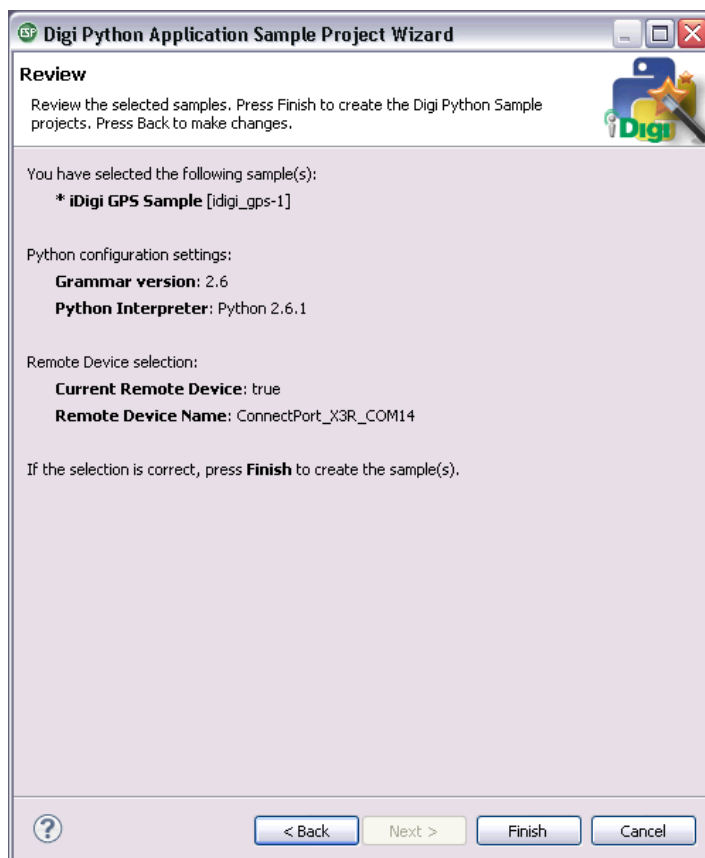 ESP Digi Python Application Sample Project Wizard
Review
Review the selected samples. Press Finish to create the Digi Python Sample
projects. Press Back to make changes.
iDigi
You have selected the following sample(s):
* iDigi GPS Sample [idigi_gps-1]
Python configuration settings:
Grammar version: 2.6
Python Interpreter: Python 2.6.1
Remote Device selection:
Current Remote Device: true
Remote Device Name: ConnectPort_X3R_COM14
If the selection is correct, press Finish to create the sample(s).
? < Back Next > Finish Cancel